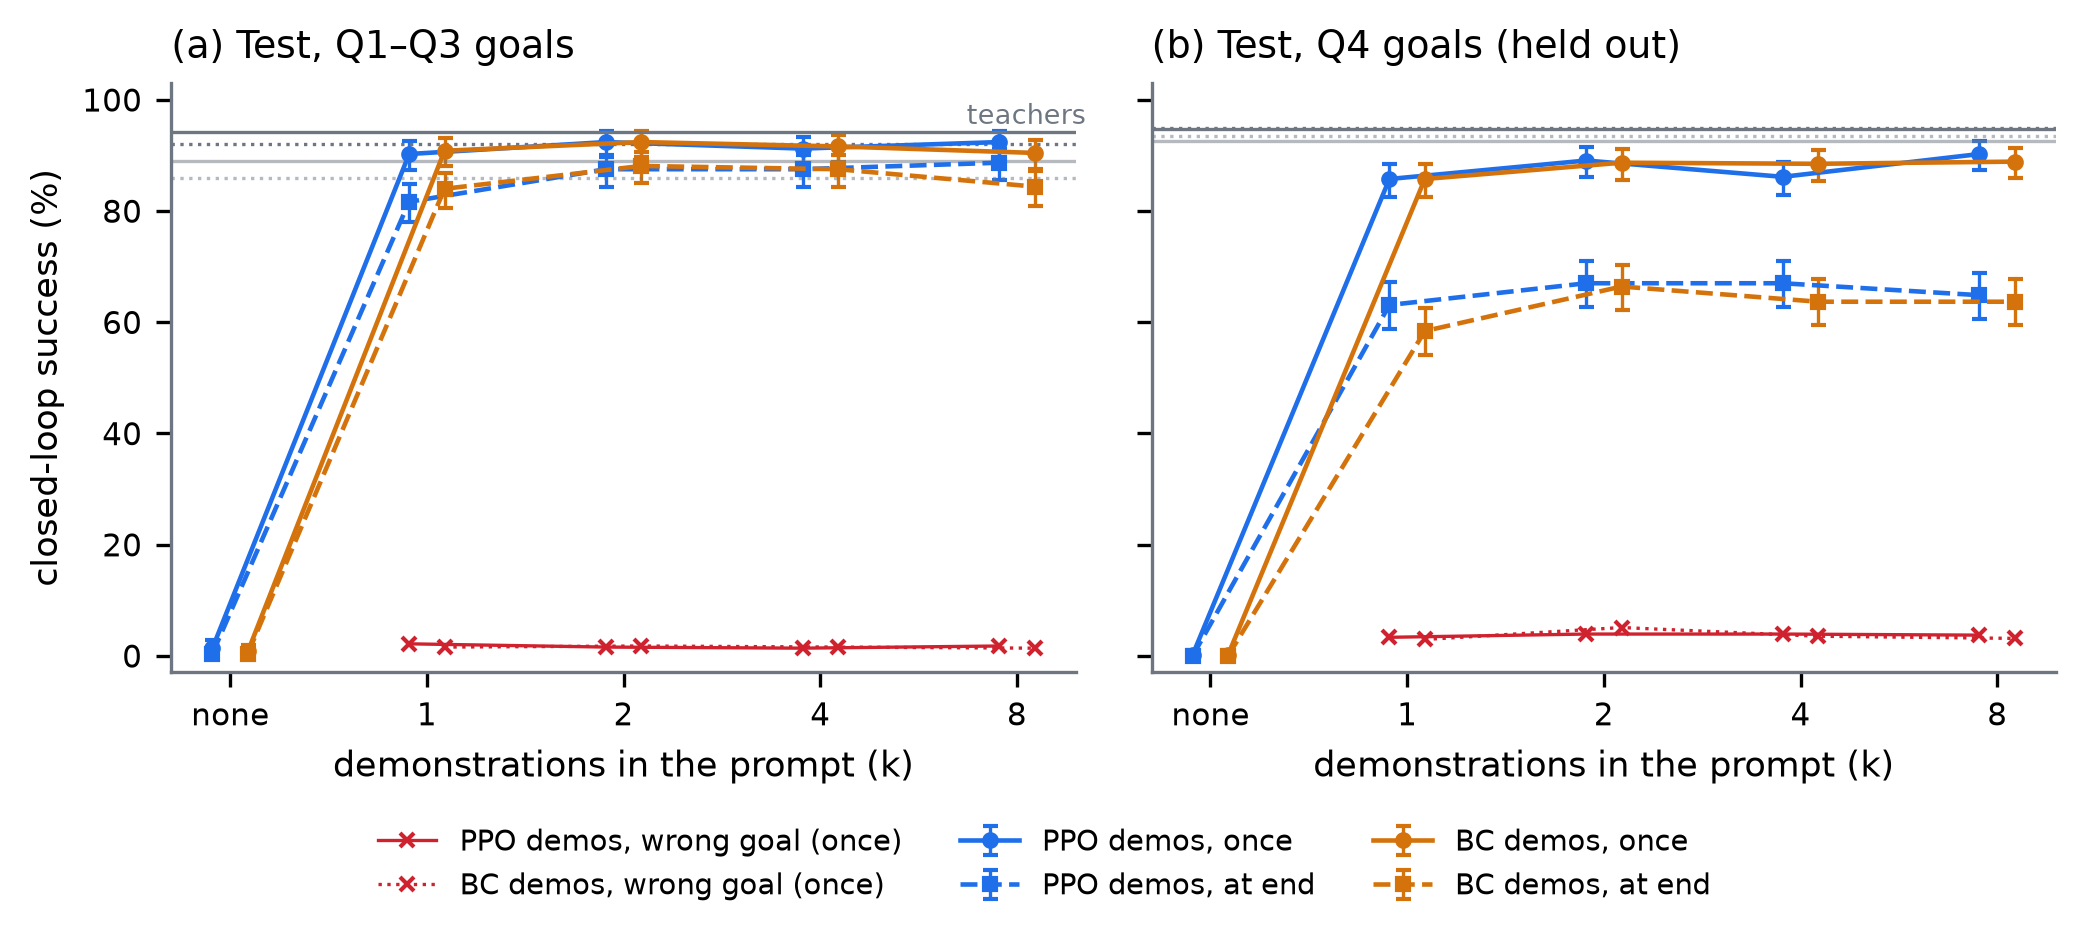 (a) Test, Q1–Q3 goals
(b) Test, Q4 goals (held out)
closed-loop success (%)
100
80
60
40
20
0
teachers
none 1 2 4 8
none 1 2 4 8
demonstrations in the prompt (k)
demonstrations in the prompt (k)
PPO demos, wrong goal (once)
BC demos, wrong goal (once)
PPO demos, once
PPO demos, at end
BC demos, once
BC demos, at end